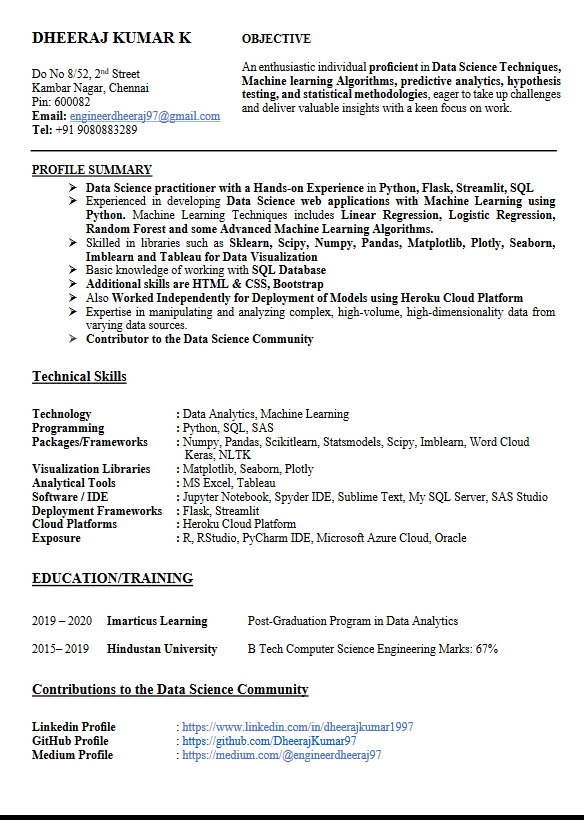 DHEERAJ KUMAR K
Do No 8/52, 2nd Street
Kambar Nagar, Chennai
Pin: 600082
Email: engineerdheeraj97@gmail.com
Tel: +91 9080883289
OBJECTIVE
An enthusiastic individual proficient in Data Science Techniques,
Machine learning Algorithms, predictive analytics, hypothesis
testing, and statistical methodologies, eager to take up challenges
and deliver valuable insights with a keen focus on work.
PROFILE SUMMARY
➤ Data Science practitioner with a Hands-on Experience in Python, Flask, Streamlit, SQL
➤ Experienced in developing Data Science web applications with Machine Learning using
Python. Machine Learning Techniques includes Linear Regression, Logistic Regression,
Random Forest and some Advanced Machine Learning Algorithms.
➤ Skilled in libraries such as Sklearn, Scipy, Numpy, Pandas, Matplotlib, Plotly, Seaborn,
Imblearn and Tableau for Data Visualization
➤ Basic knowledge of working with SQL Database
➤ Additional skills are HTML & CSS, Bootstrap
➤ Also Worked Independently for Deployment of Models using Heroku Cloud Platform
➤ Expertise in manipulating and analyzing complex, high-volume, high-dimensionality data from
varying data sources.
➤ Contributor to the Data Science Community
Technical Skills
Technology : Data Analytics, Machine Learning
Programming : Python, SQL, SAS
Packages/Frameworks : Numpy, Pandas, Scikitlearn, Statsmodels, Scipy, Imblearn, Word Cloud
Keras, NLTK
Visualization Libraries : Matplotlib, Seaborn, Plotly
Analytical Tools : MS Excel, Tableau
Software / IDE : Jupyter Notebook, Spyder IDE, Sublime Text, My SQL Server, SAS Studio
Deployment Frameworks : Flask, Streamlit
Cloud Platforms : Heroku Cloud Platform
Exposure : R, RStudio, PyCharm IDE, Microsoft Azure Cloud, Oracle
EDUCATION/TRAINING
2019 – 2020 Imarticus Learning Post-Graduation Program in Data Analytics
2015– 2019 Hindustan University B Tech Computer Science Engineering Marks: 67%
Contributions to the Data Science Community
Linkedin Profile : https://www.linkedin.com/in/dheerajkumar1997
GitHub Profile : https://github.com/DheerajKumar97
Medium Profile : https://medium.com/@engineerdheeraj97